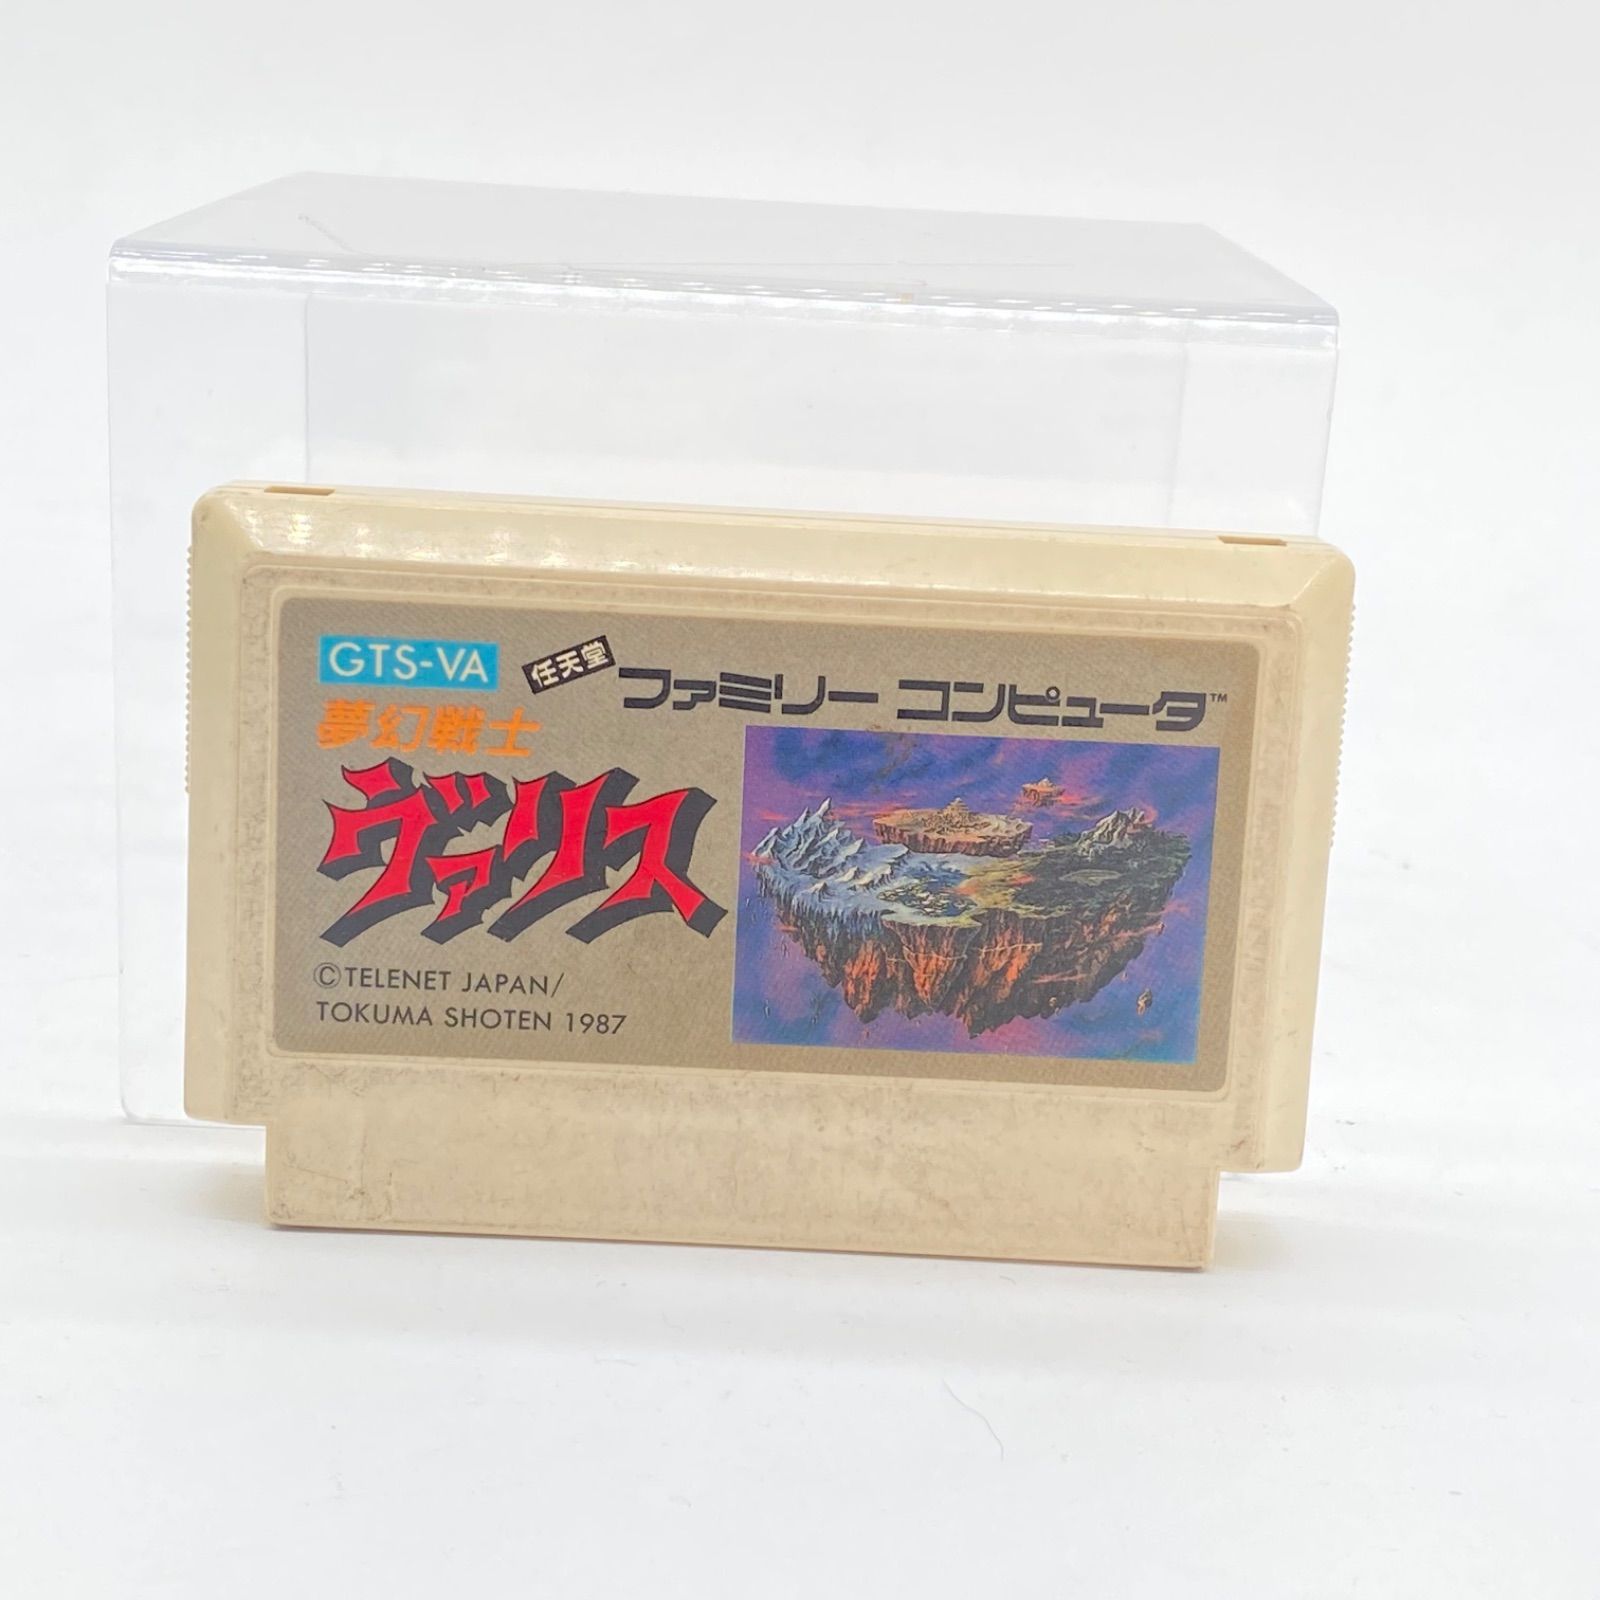 GTS-VA
任天堂
ファミリー コンピュータ™
夢幻戦士
ヴァリス
©TELENET JAPAN/
TOKUMA SHOTEN 1987